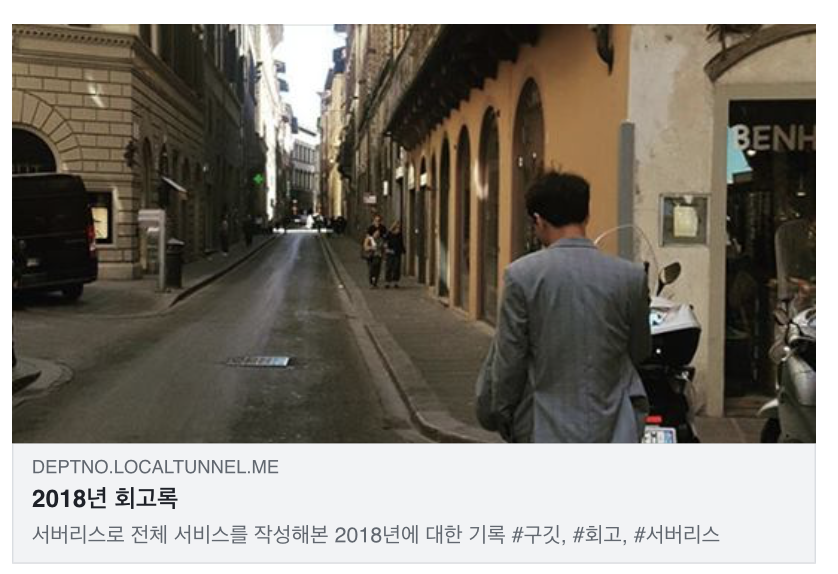 BENH
DEPTNO.LOCALTUNNEL.ME
2018년 회고록
서버리스로 전체 서비스를 작성해본 2018년에 대한 기록 #구깃, #회고, #서버리스